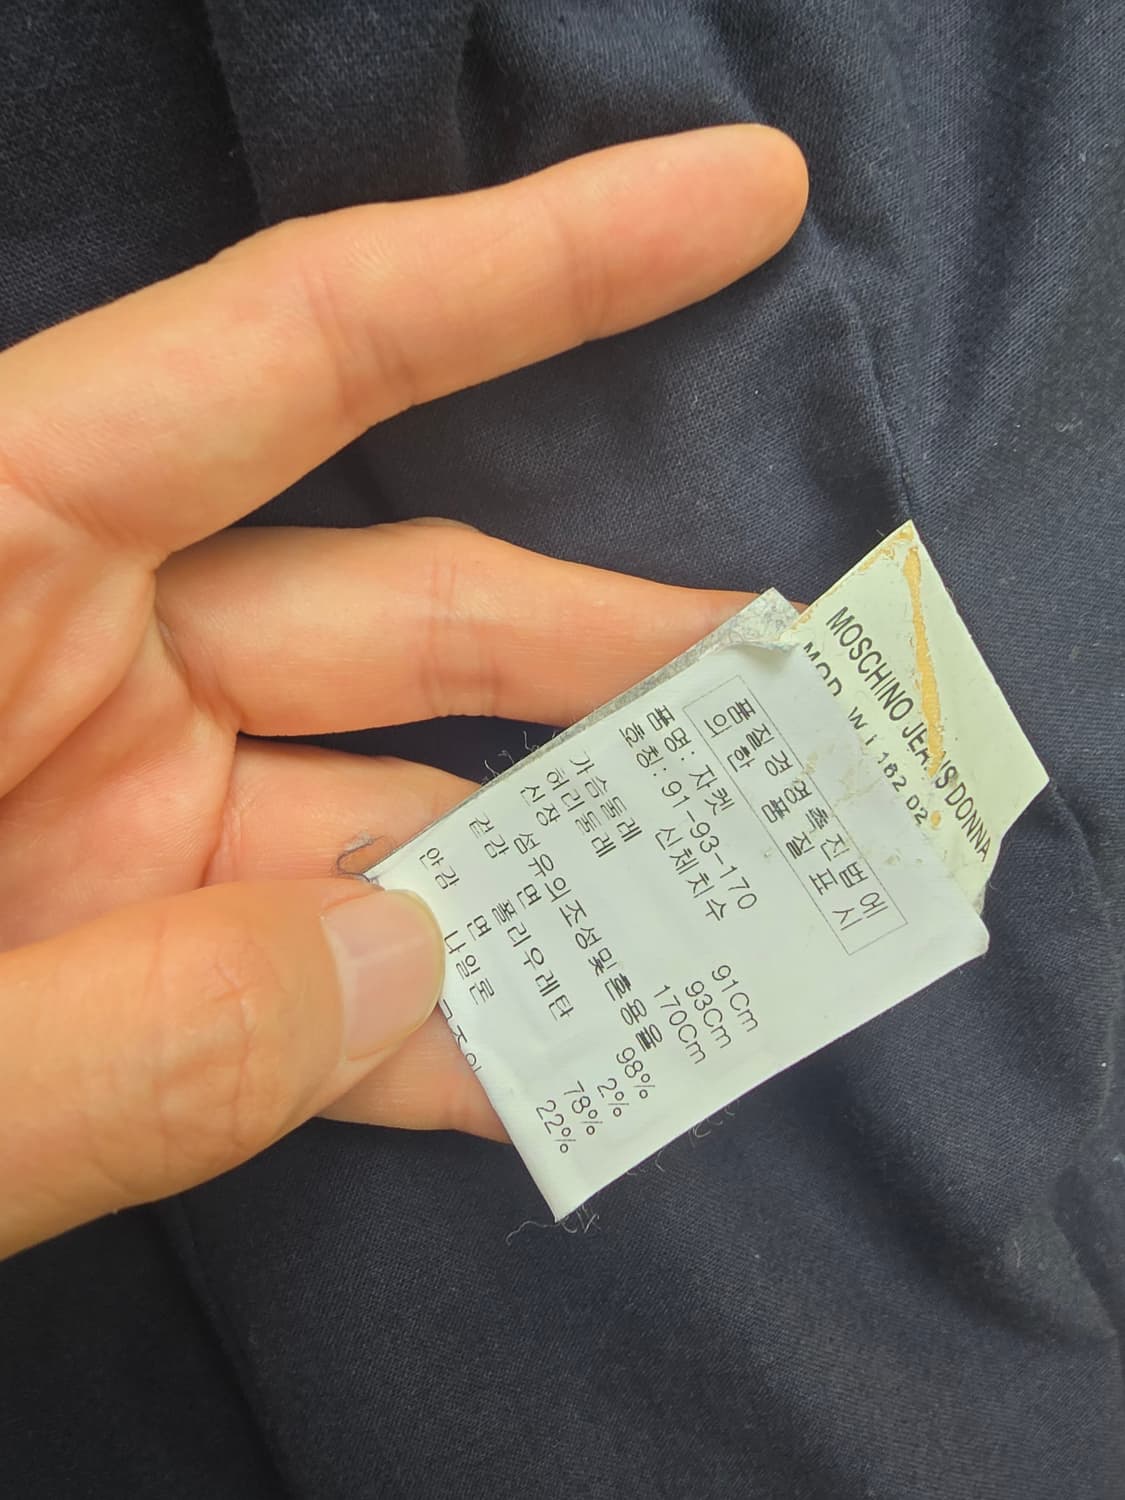 MOSCHINO JEANS DONNA
MOD. W I 182 02
품질경영촉진법에
의한 품질표시
품명: 자켓
호칭: 91-93-170
신체치수
가슴둘레 91Cm
허리둘레 93Cm
신장 170Cm
섬유의조성및혼용율
겉감 면 98%
폴리우레탄 2%
안감 면 78%
나일론 22%